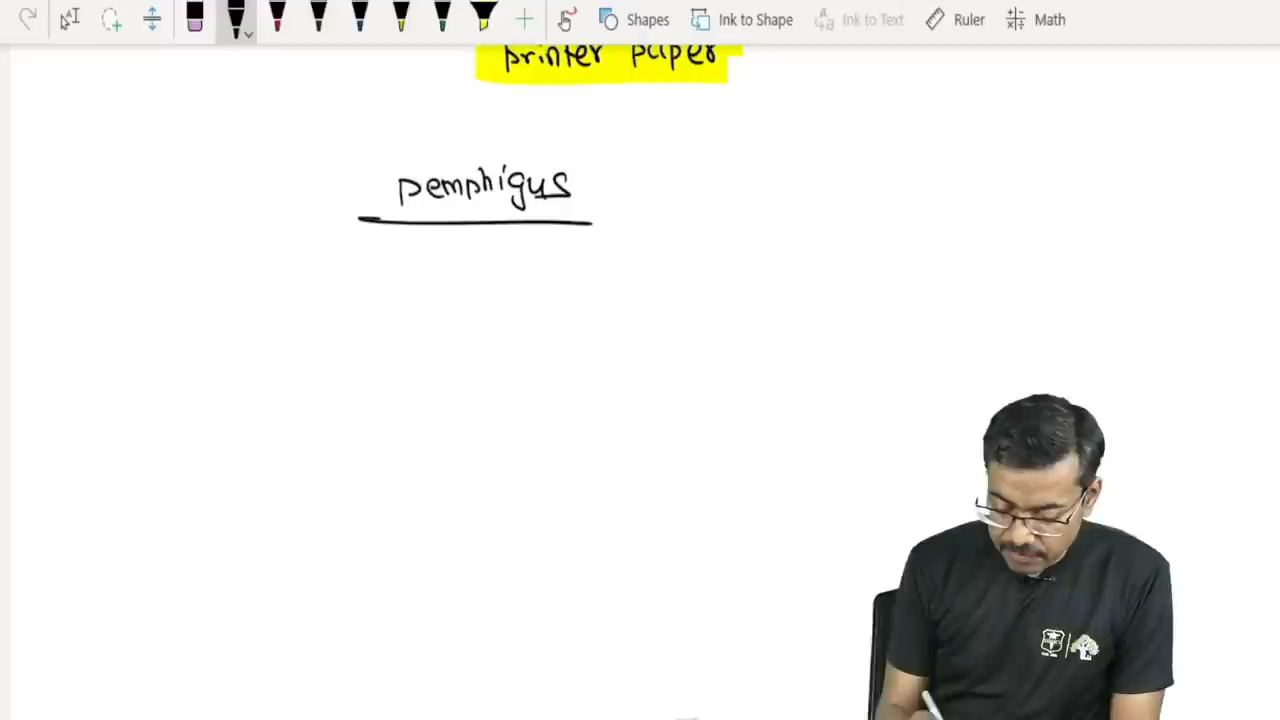 Shapes Ink to Shape Ink to Text Ruler Math
printer paper
pemphigus